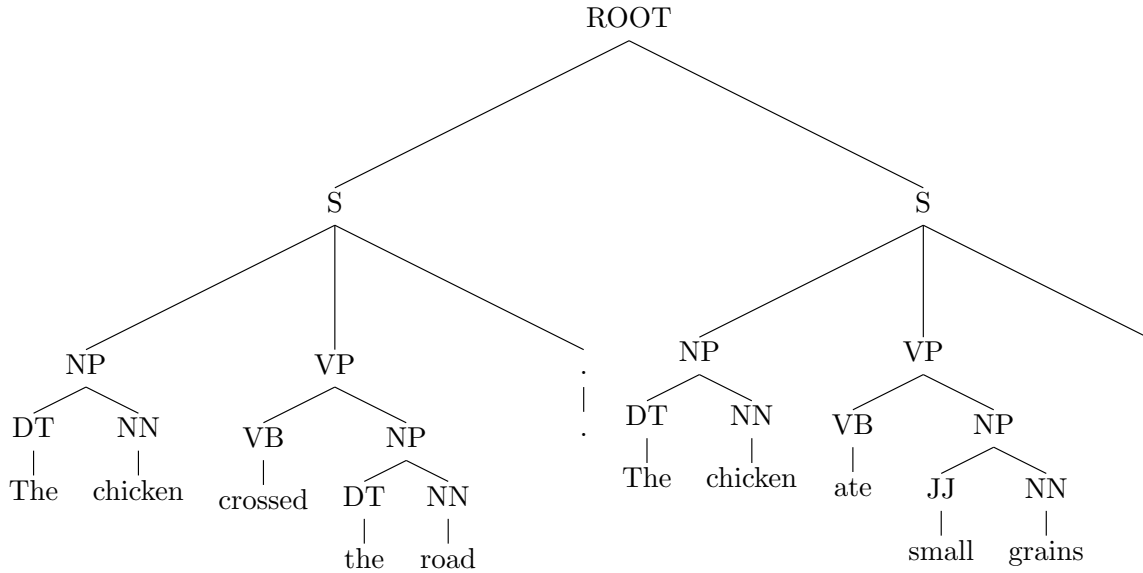 ROOT
S S
NP VP . NP VP
DT NN VB NP . DT NN VB NP
The chicken crossed DT NN The chicken ate JJ NN
the road small grains